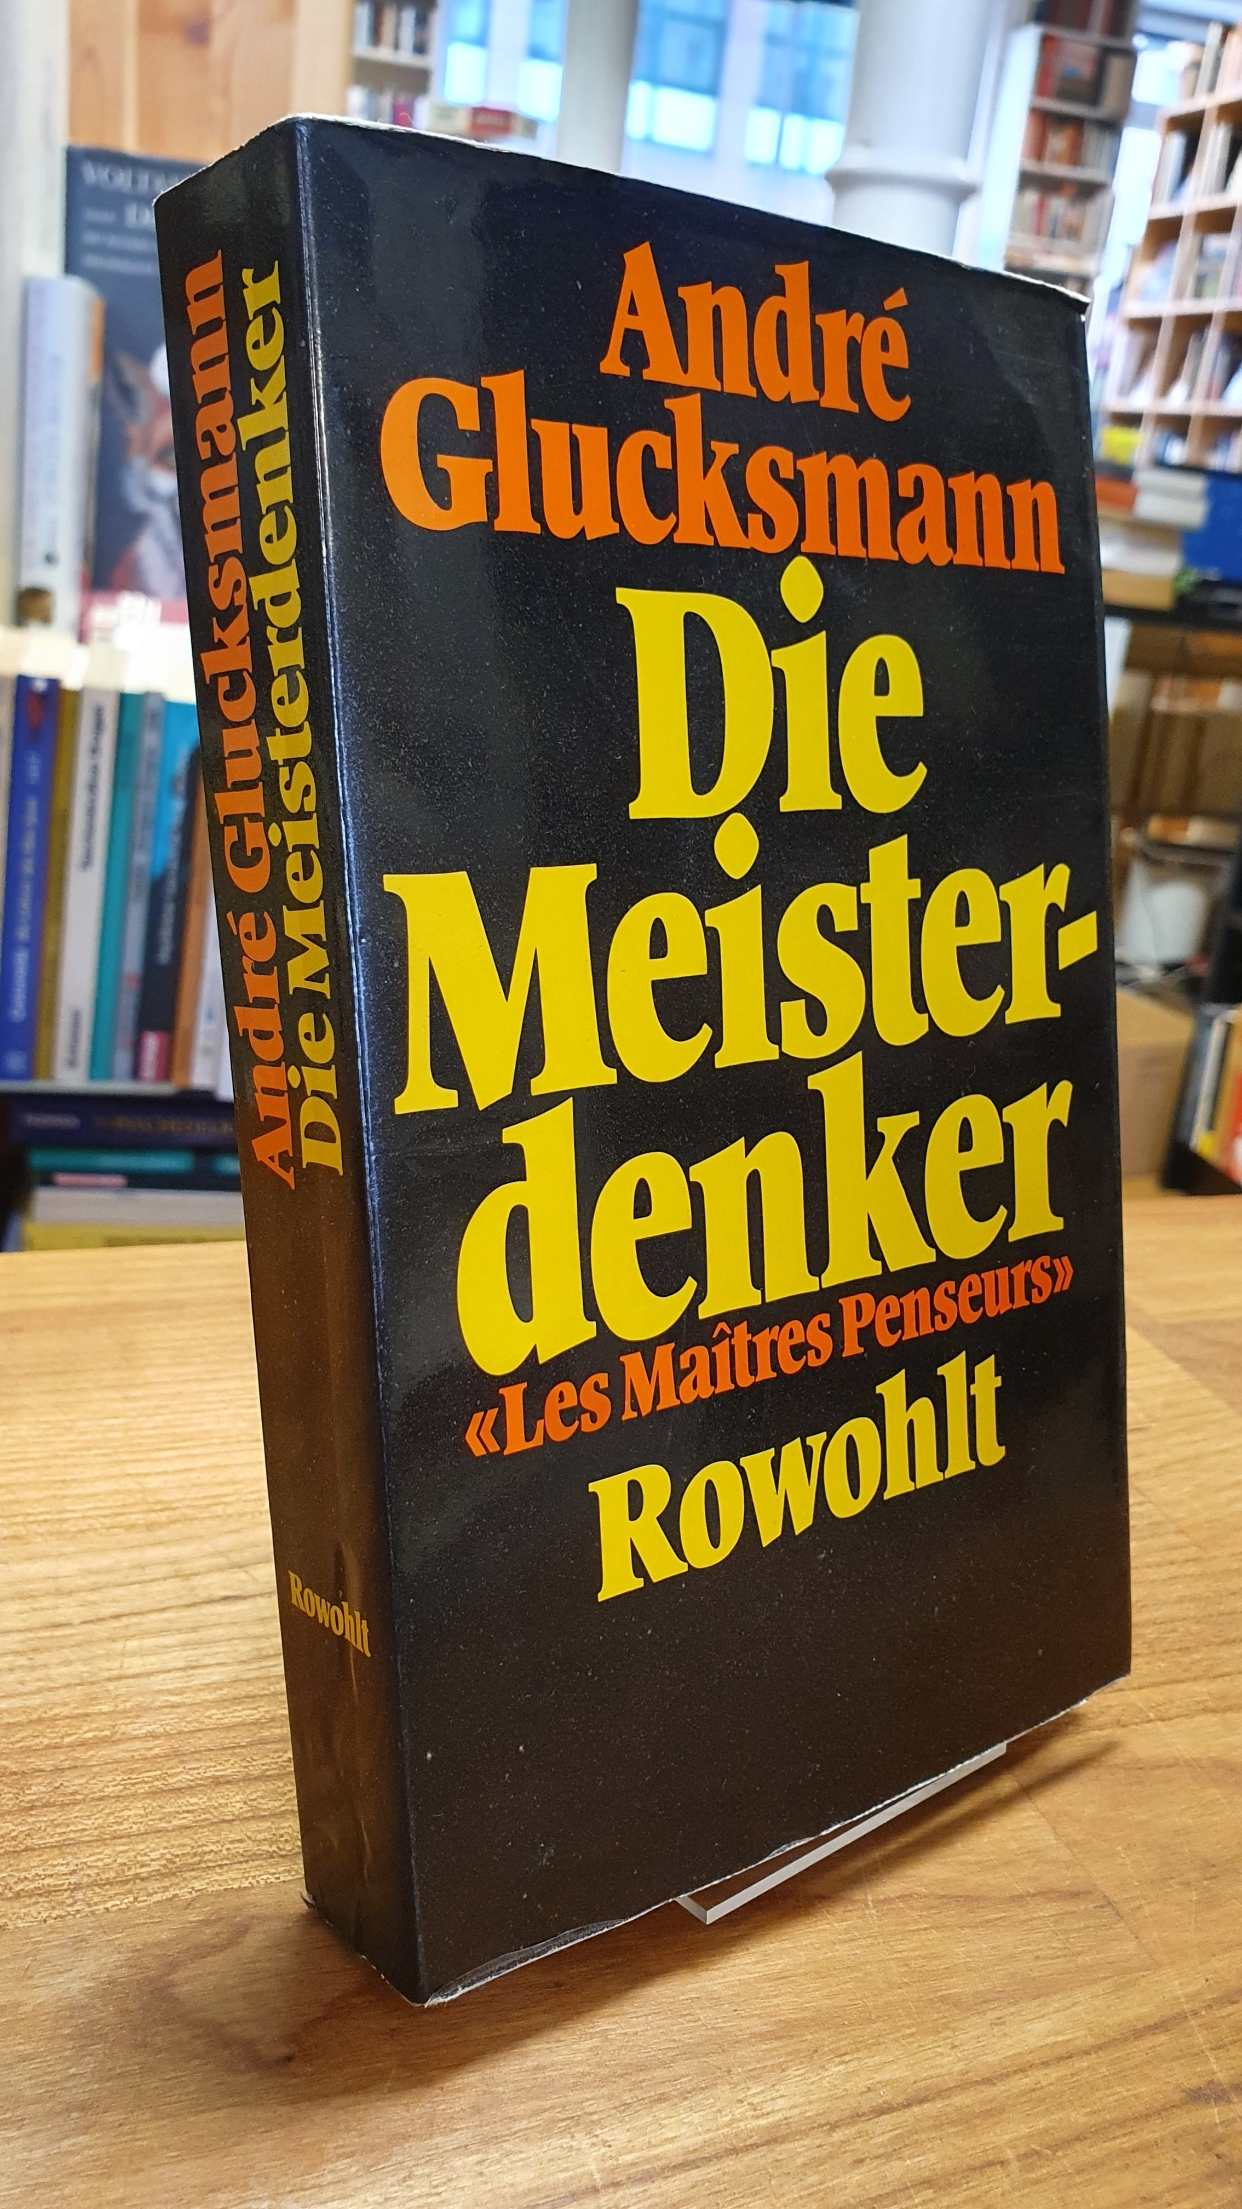 André Glucksmann
Die Meisterdenker
Rowohlt
André
Glucksmann
Die
Meister-
denker
«Les Maîtres Penseurs»
Rowohlt